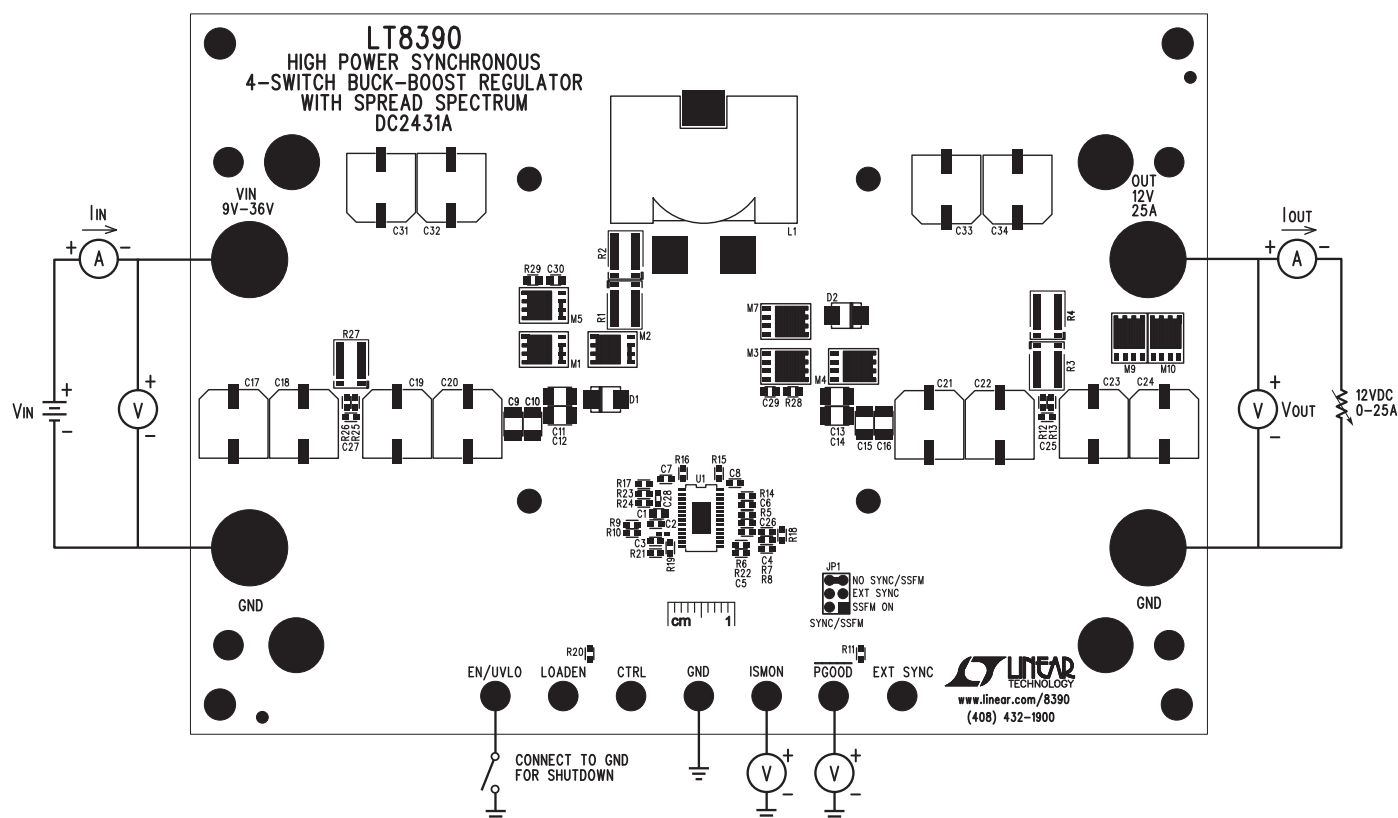 LT8390
HIGH POWER SYNCHRONOUS
4-SWITCH BUCK-BOOST REGULATOR
WITH SPREAD SPECTRUM
DC2431A
VIN
9V-36V
OUT
12V
25A
C31
C32
L1
C33
C34
IIN
+
A
-
IOUT
+
A
-
R2
R1
R29
C30
M5
M1
M2
M7
D2
M3
M4
R4
R3
M9
M10
R27
C17
C18
C19
C20
C9
C10
D1
C29
R28
C21
C22
C23
C24
R26
R25
C27
C11
C12
C13
C14
C15
C16
R12
R13
C25
VIN
+
-
+
V
-
+
V
-
VOUT
12VDC
0-25A
R16
R15
C7
U1
C8
R17
R23
R24
C28
C1
C2
R9
R10
C3
R21
R19
R14
C6
R5
C26
R18
R6
R22
C5
C4
R7
R8
JP1
NO SYNC/SSFM
EXT SYNC
SSFM ON
SYNC/SSFM
cm 1
GND
GND
R20
R11
EN/UVLO
LOADEN
CTRL
GND
ISMON
PGOOD
EXT SYNC
LINEAR
TECHNOLOGY
www.linear.com/8390
(408) 432-1900
CONNECT TO GND
FOR SHUTDOWN
+
V
-
+
V
-